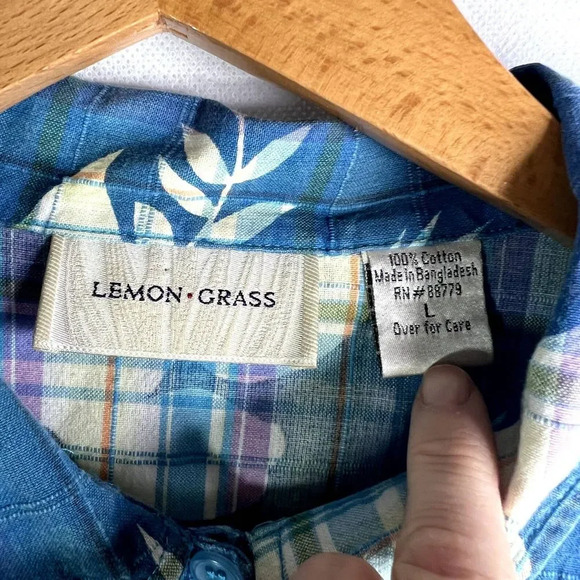 LEMON·GRASS
100% Cotton
Made in Bangladesh
RN#88779
L
Over for Care